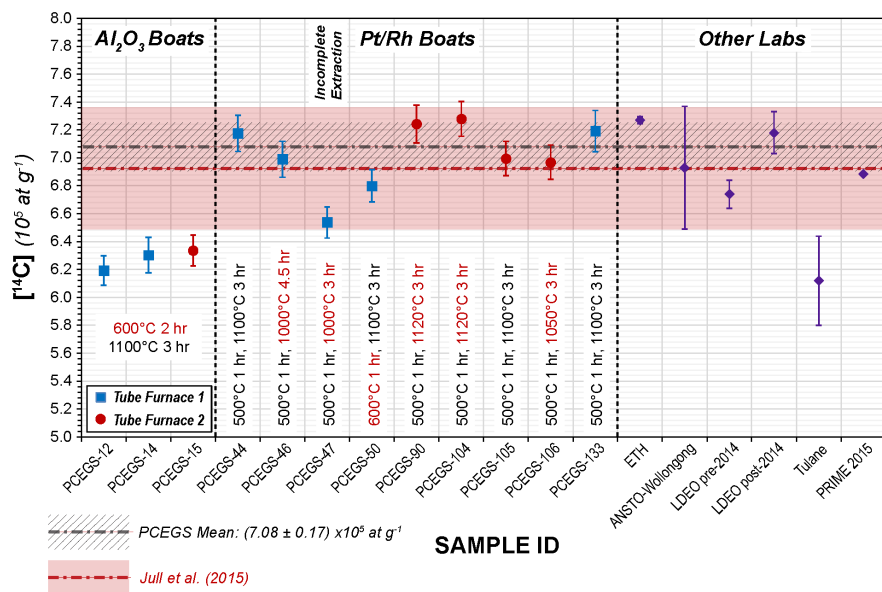 Al₂O₃ Boats
Incomplete
Extraction
Pt/Rh Boats
Other Labs
[¹⁴C] (10⁵ at g⁻¹)
8.0
7.8
7.6
7.4
7.2
7.0
6.8
6.6
6.4
6.2
6.0
5.8
5.6
5.4
5.2
5.0
600°C 2 hr
1100°C 3 hr
500°C 1 hr, 1100°C 3 hr
500°C 1 hr, 1000°C 4.5 hr
500°C 1 hr, 1000°C 3 hr
600°C 1 hr, 1100°C 3 hr
500°C 1 hr, 1120°C 3 hr
500°C 1 hr, 1120°C 3 hr
500°C 1 hr, 1100°C 3 hr
500°C 1 hr, 1050°C 3 hr
500°C 1 hr, 1100°C 3 hr
Tube Furnace 1
Tube Furnace 2
PCEGS-12
PCEGS-14
PCEGS-15
PCEGS-44
PCEGS-46
PCEGS-47
PCEGS-50
PCEGS-90
PCEGS-104
PCEGS-105
PCEGS-106
PCEGS-133
ETH
ANSTO-Wollongong
LDEO pre-2014
LDEO post-2014
Tulane
PRIME 2015
PCEGS Mean: (7.08 ± 0.17) x10⁵ at g⁻¹
SAMPLE ID
Jull et al. (2015)